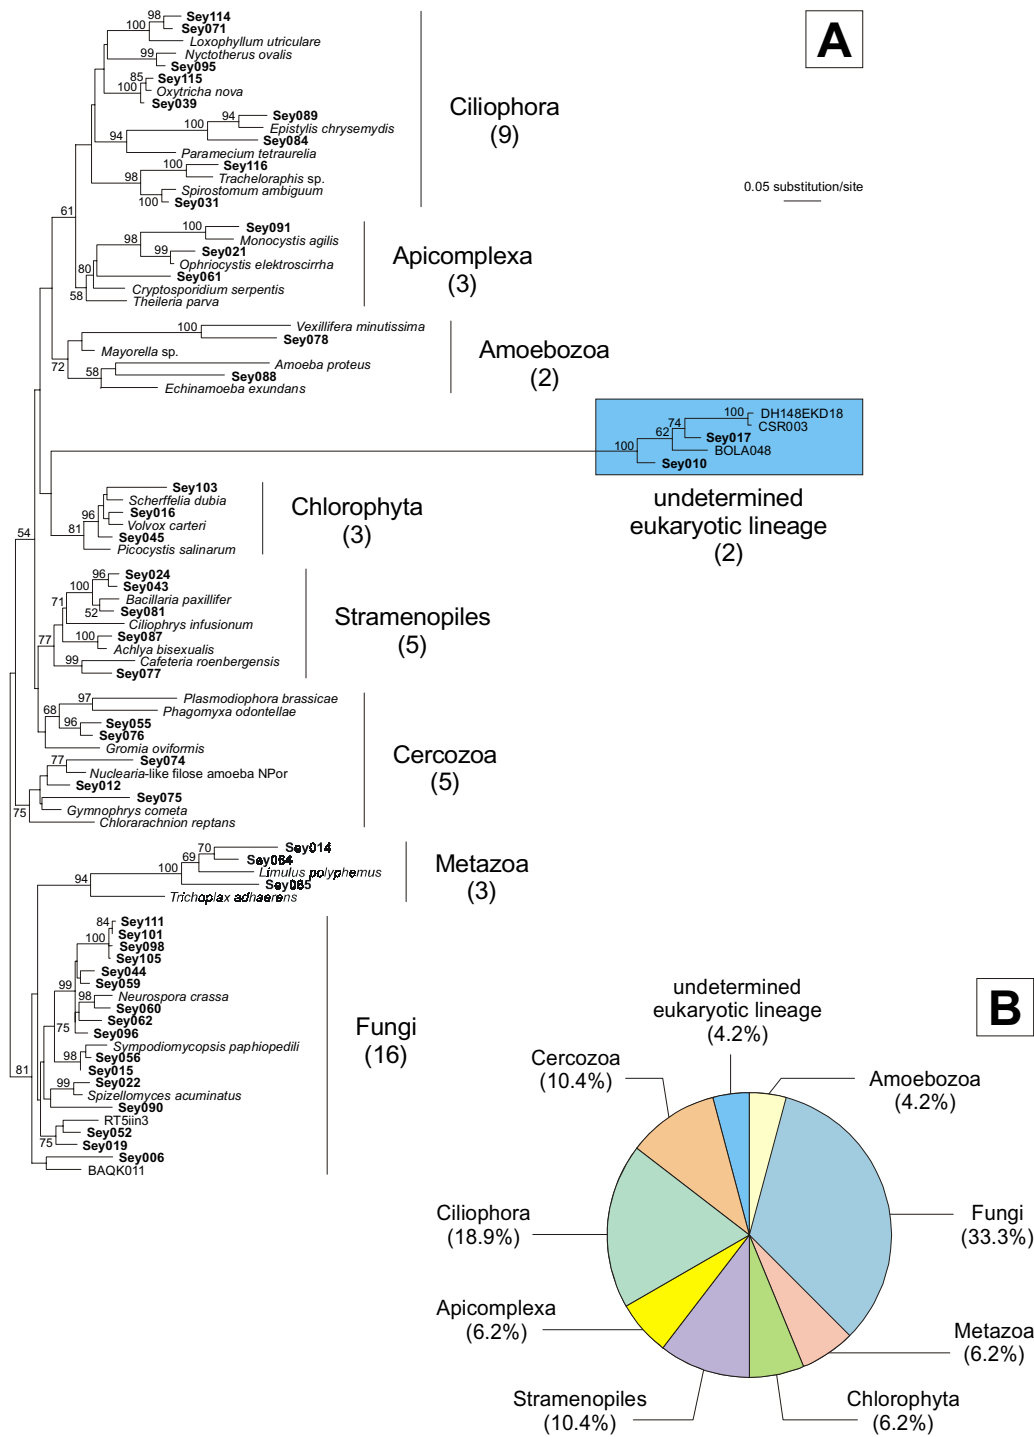 A
98
Sey114
100
Sey071
Loxophyllum utriculare
Nyctotherus ovalis
99
Sey095
85
Sey115
100
Oxytricha nova
Sey039
94
Sey089
100
Epistylis chrysemydis
94
Sey084
Paramecium tetraurelia
100
Sey116
98
Tracheloraphis sp.
Spirostomum ambiguum
100
Sey031
Ciliophora
(9)
0.05 substitution/site
61
100
Sey091
98
Monocystis agilis
99
Sey021
Ophriocystis elektroscirrha
80
Sey061
Cryptosporidium serpentis
58
Theileria parva
Apicomplexa
(3)
Vexillifera minutissima
100
Sey078
Mayorella sp.
72
Amoeba proteus
58
Sey088
Echinamoeba exundans
Amoebozoa
(2)
100
DH148EKD18
74
CSR003
62
Sey017
100
BOLA048
Sey010
undetermined
eukaryotic lineage
(2)
Sey103
Scherffelia dubia
96
Sey016
Volvox carteri
81
Sey045
Picocystis salinarum
Chlorophyta
(3)
54
96
Sey024
100
Sey043
71
Bacillaria paxillifer
52
Sey081
Ciliophrys infusionum
77
100
Sey087
Achlya bisexualis
99
Cafeteria roenbergensis
Sey077
Stramenopiles
(5)
97
Plasmodiophora brassicae
68
Phagomyxa odontellae
96
Sey055
Sey076
Gromia oviformis
77
Sey074
Nuclearia-like filose amoeba NPor
Sey012
Sey075
75
Gymnophrys cometa
Chlorarachnion reptans
Cercozoa
(5)
70
Sey014
69
Sey064
100
Limulus polyphemus
94
Sey065
Trichoplax adhaerens
Metazoa
(3)
84
Sey111
100
Sey101
Sey098
Sey105
Sey044
99
Sey059
98
Neurospora crassa
Sey060
Sey062
75
Sey096
Sympodiomycopsis paphiopedili
98
Sey056
Sey015
81
99
Sey022
Spizellomyces acuminatus
Sey090
RT5iin3
Sey052
75
Sey019
Sey006
BAQK011
Fungi
(16)
B
undetermined
eukaryotic lineage
(4.2%)
Cercozoa
(10.4%)
Amoebozoa
(4.2%)
Ciliophora
(18.9%)
Fungi
(33.3%)
Apicomplexa
(6.2%)
Metazoa
(6.2%)
Stramenopiles
(10.4%)
Chlorophyta
(6.2%)